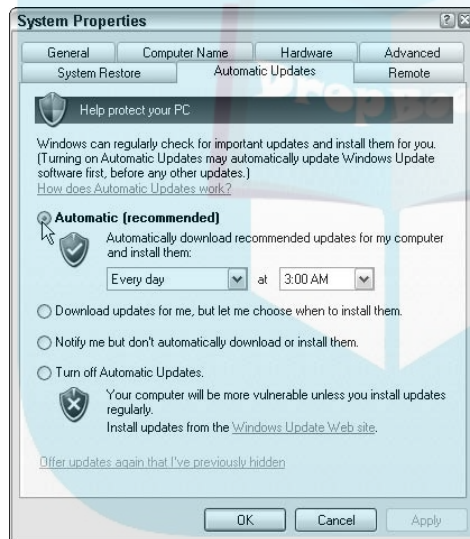 System Properties
General Computer Name Hardware Advanced
System Restore Automatic Updates Remote
Help protect your PC
Windows can regularly check for important updates and install them for you.
(Turning on Automatic Updates may automatically update Windows Update
software first, before any other updates.)
How does Automatic Updates work?
Automatic (recommended)
Automatically download recommended updates for my computer
and install them:
Every day at 3:00 AM
Download updates for me, but let me choose when to install them.
Notify me but don't automatically download or install them.
Turn off Automatic Updates.
Your computer will be more vulnerable unless you install updates
regularly.
Install updates from the Windows Update Web site.
Offer updates again that I've previously hidden
OK Cancel Apply